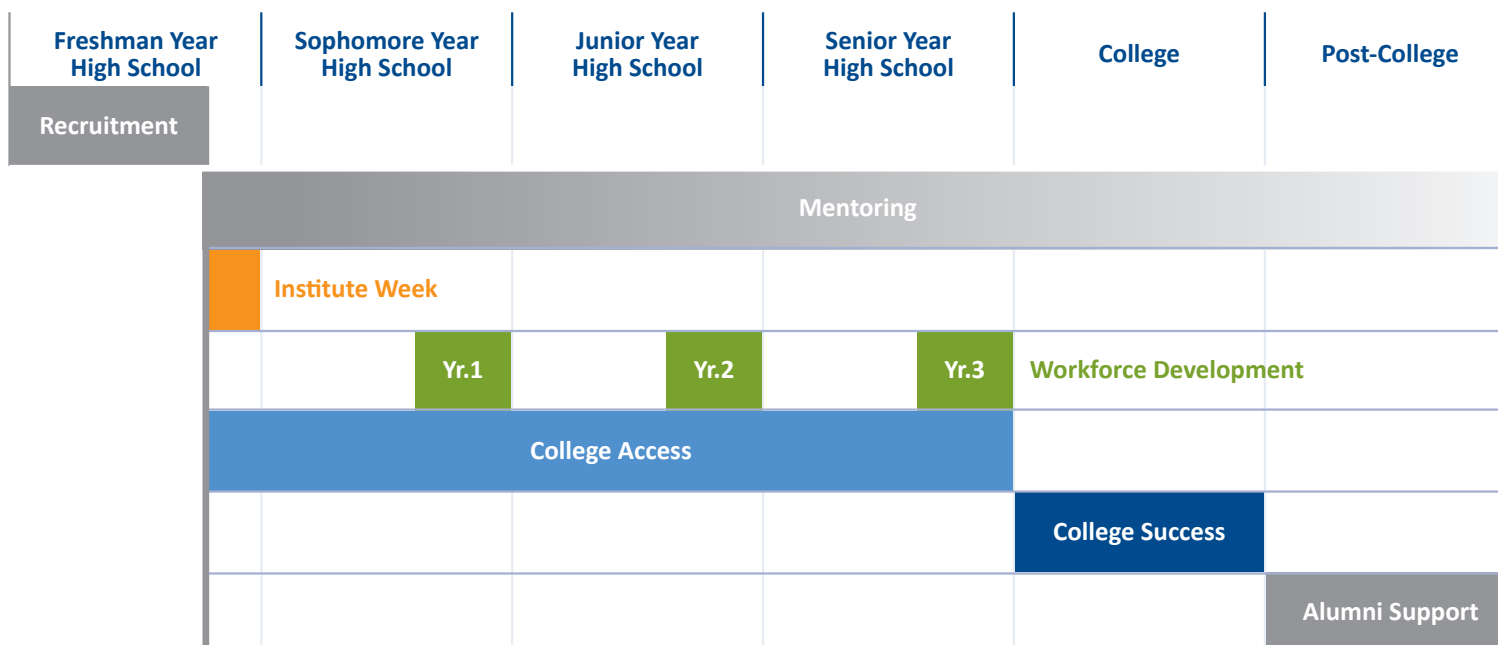 Freshman Year
High School
Sophomore Year
High School
Junior Year
High School
Senior Year
High School
College
Post-College
Recruitment
Mentoring
Institute Week
Yr.1
Yr.2
Yr.3
Workforce Development
College Access
College Success
Alumni Support